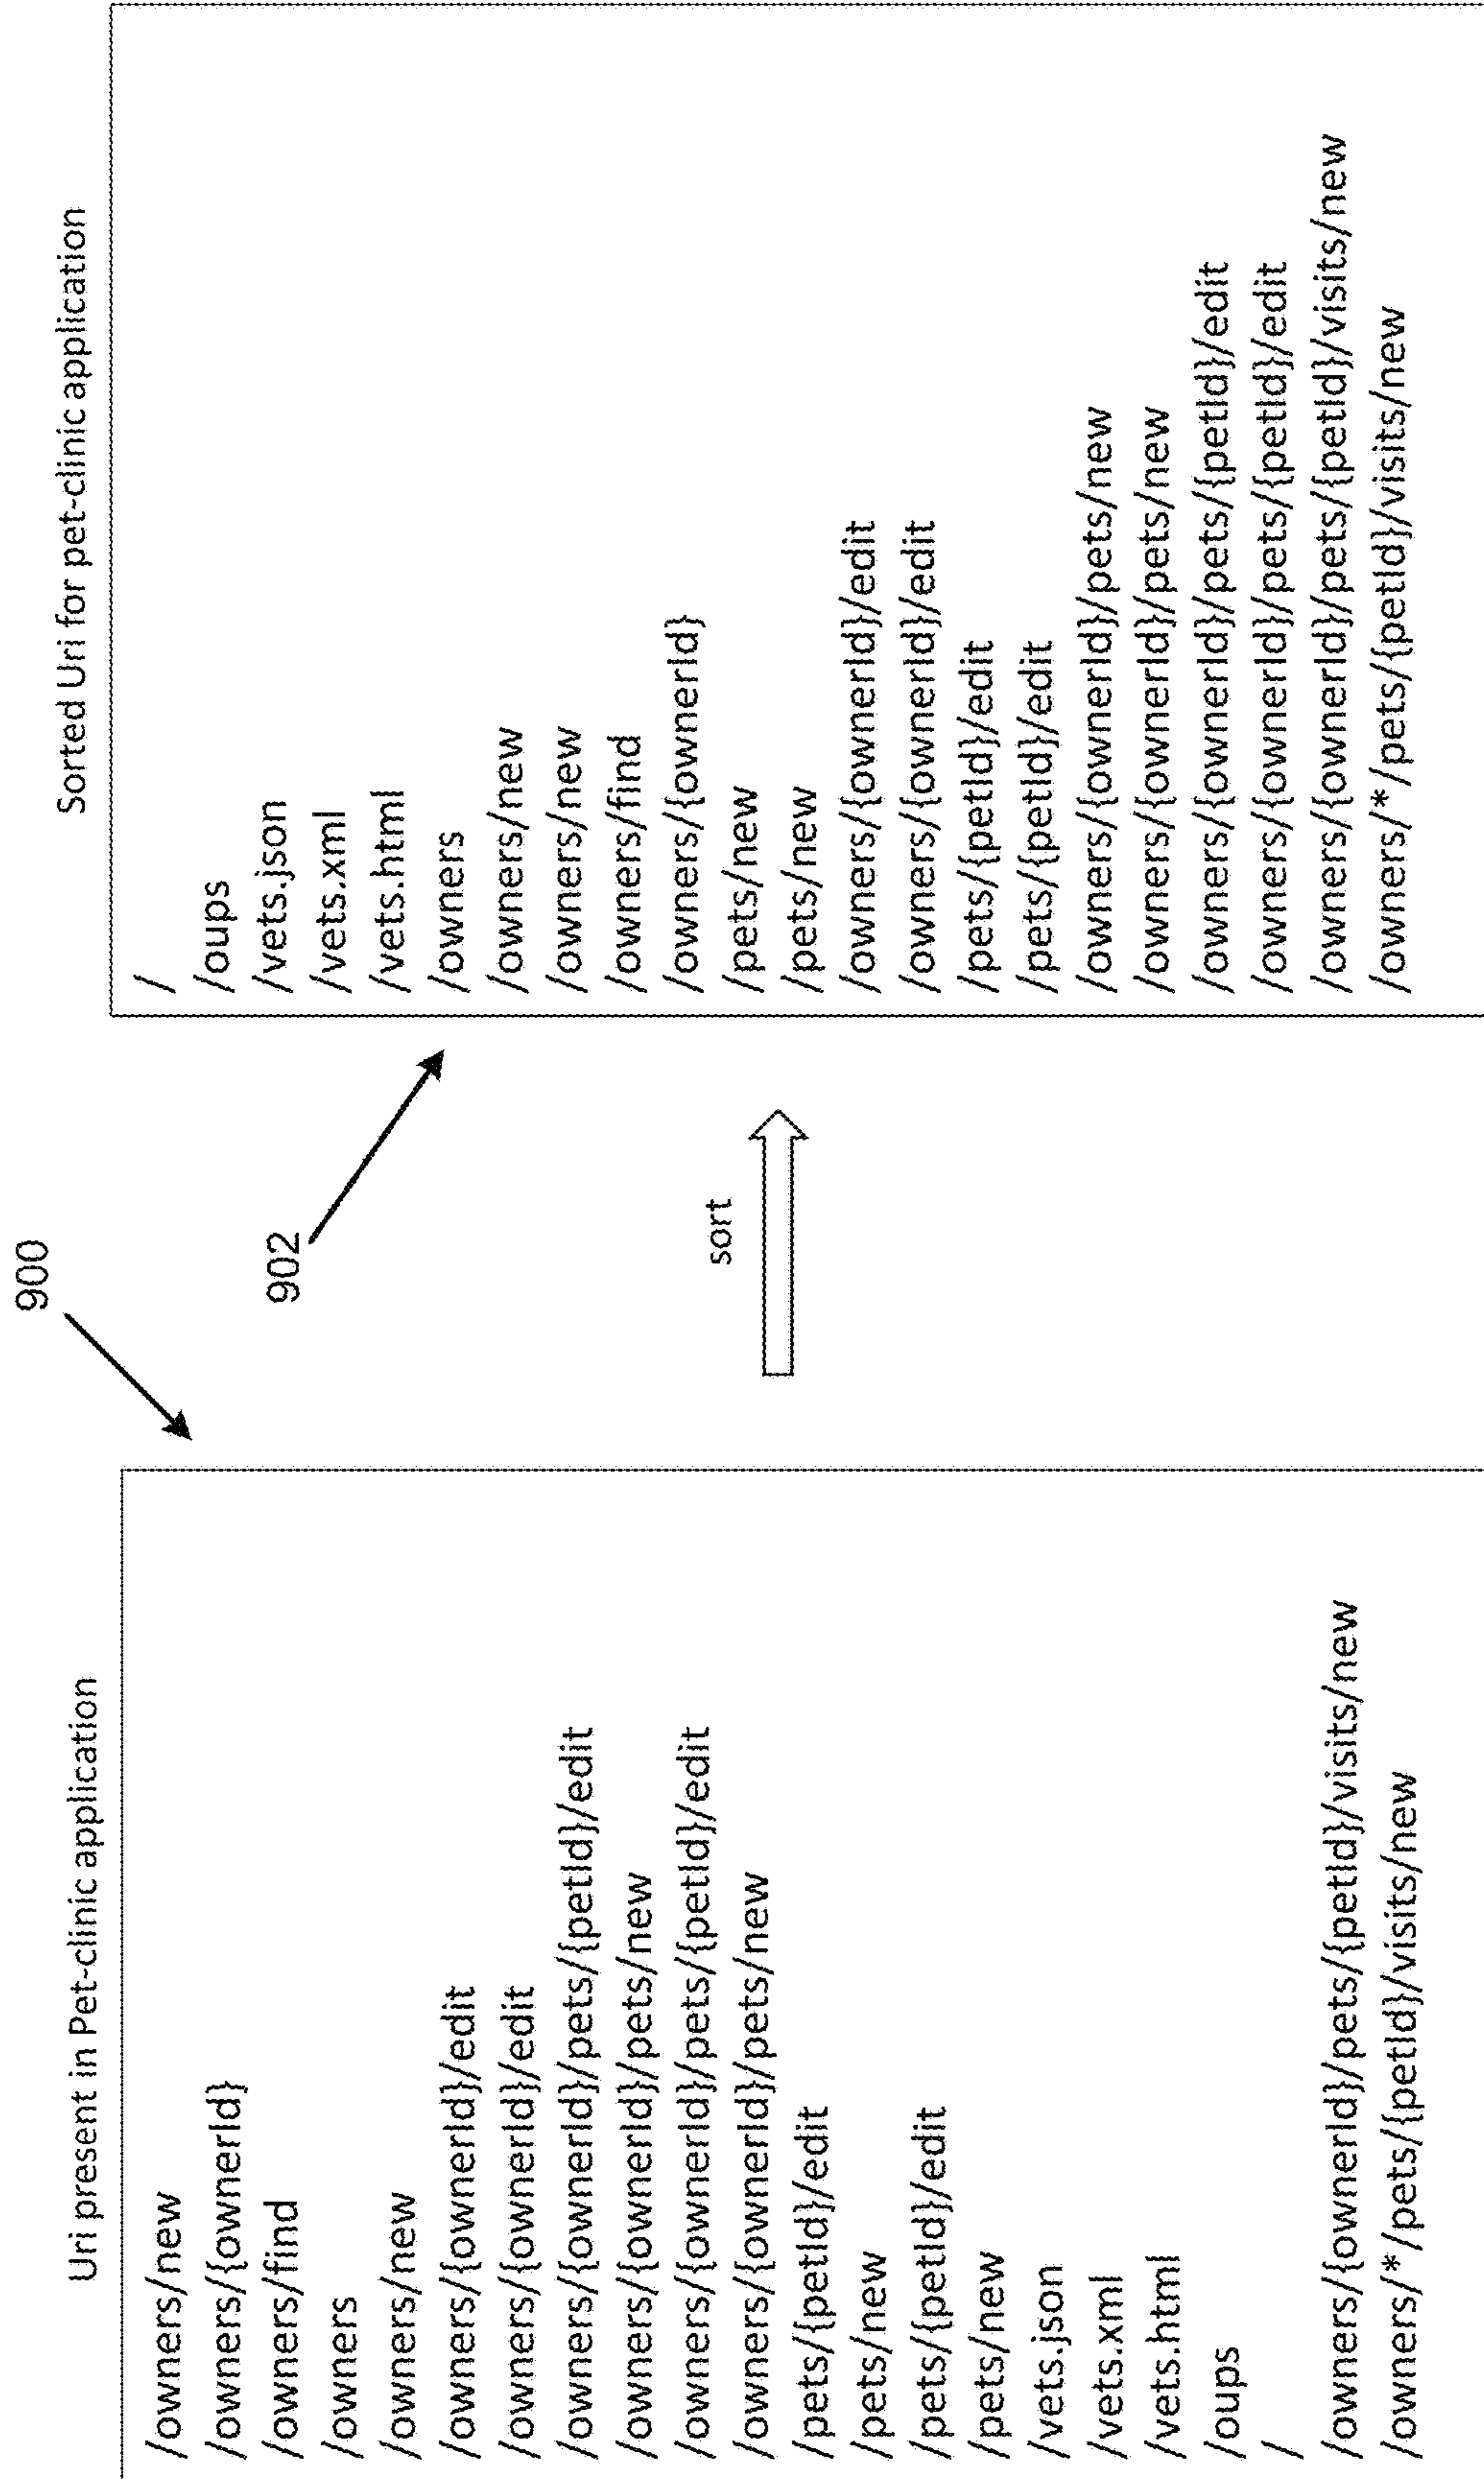 Uri present in Pet-clinic application
/owners/new
/owners/{ownerId}
/owners/find
/owners
/owners/new
/owners/{ownerId}/edit
/owners/{ownerId}/edit
/owners/{ownerId}/pets/{petId}/edit
/owners/{ownerId}/pets/new
/owners/{ownerId}/pets/{petId}/edit
/owners/{ownerId}/pets/new
/pets/{petId}/edit
/pets/new
/pets/{petId}/edit
/pets/new
/vets.json
/vets.xml
/vets.html
/oups
/
/owners/{ownerId}/pets/{petId}/visits/new
/owners/*/pets/{petId}/visits/new
900
902
sort
Sorted Uri for pet-clinic application
/
/oups
/vets.json
/vets.xml
/vets.html
/owners
/owners/new
/owners/new
/owners/find
/owners/{ownerId}
/pets/new
/pets/new
/owners/{ownerId}/edit
/owners/{ownerId}/edit
/pets/{petId}/edit
/pets/{petId}/edit
/owners/{ownerId}/pets/new
/owners/{ownerId}/pets/new
/owners/{ownerId}/pets/{petId}/edit
/owners/{ownerId}/pets/{petId}/edit
/owners/{ownerId}/pets/{petId}/visits/new
/owners/*/pets/{petId}/visits/new